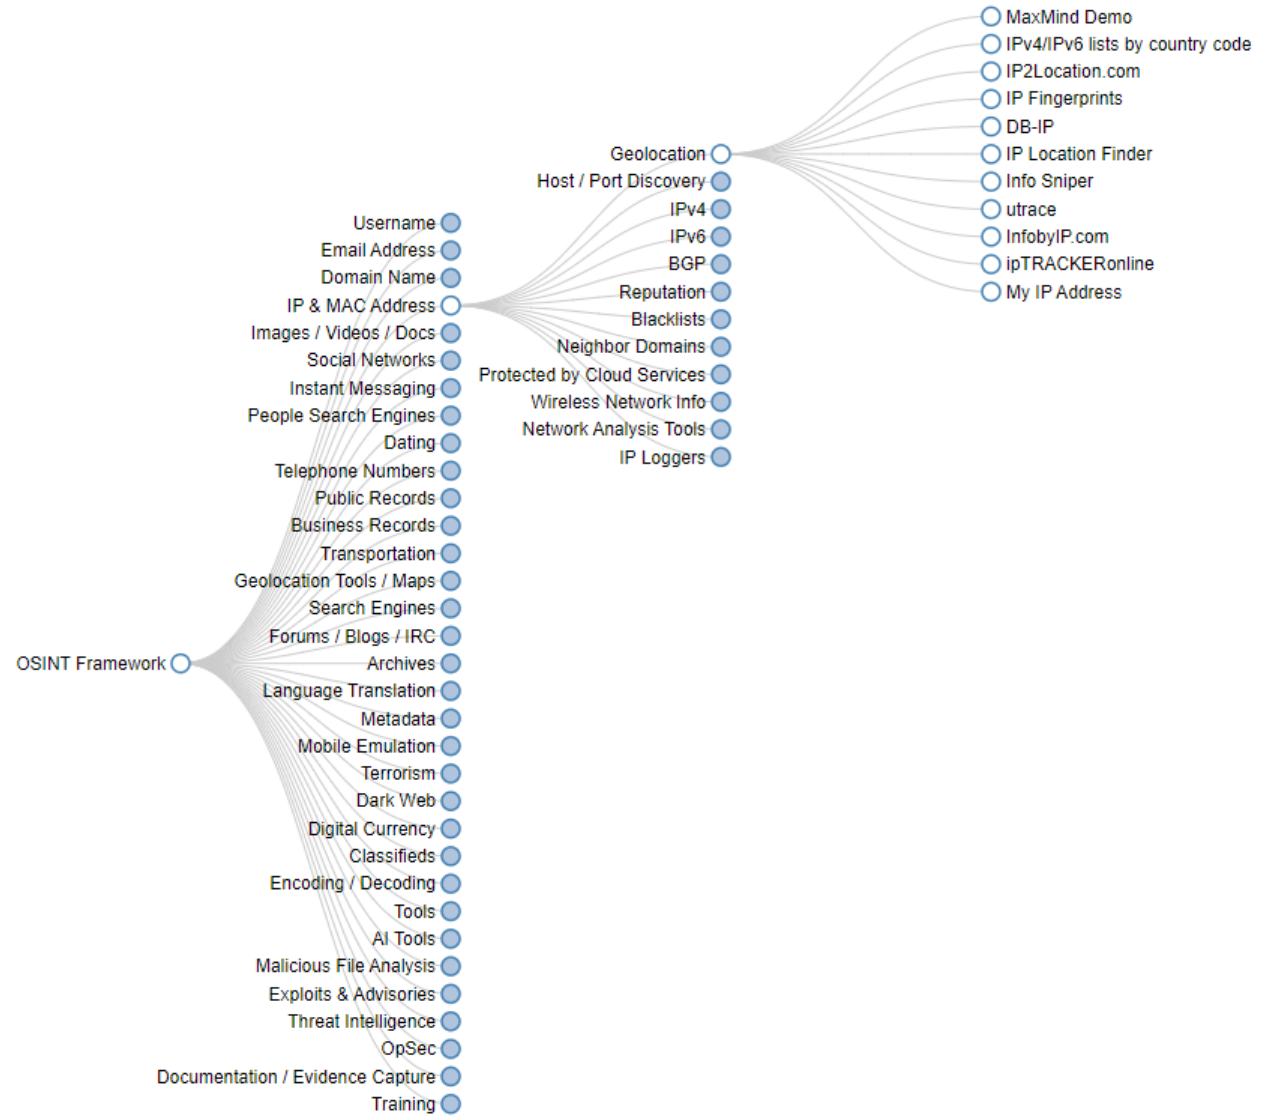 OSINT Framework
Username
Email Address
Domain Name
IP & MAC Address
Images / Videos / Docs
Social Networks
Instant Messaging
People Search Engines
Dating
Telephone Numbers
Public Records
Business Records
Transportation
Geolocation Tools / Maps
Search Engines
Forums / Blogs / IRC
Archives
Language Translation
Metadata
Mobile Emulation
Terrorism
Dark Web
Digital Currency
Classifieds
Encoding / Decoding
Tools
AI Tools
Malicious File Analysis
Exploits & Advisories
Threat Intelligence
OpSec
Documentation / Evidence Capture
Training
Geolocation
Host / Port Discovery
IPv4
IPv6
BGP
Reputation
Blacklists
Neighbor Domains
Protected by Cloud Services
Wireless Network Info
Network Analysis Tools
IP Loggers
MaxMind Demo
IPv4/IPv6 lists by country code
IP2Location.com
IP Fingerprints
DB-IP
IP Location Finder
Info Sniper
utrace
InfobyIP.com
ipTRACKERonline
My IP Address